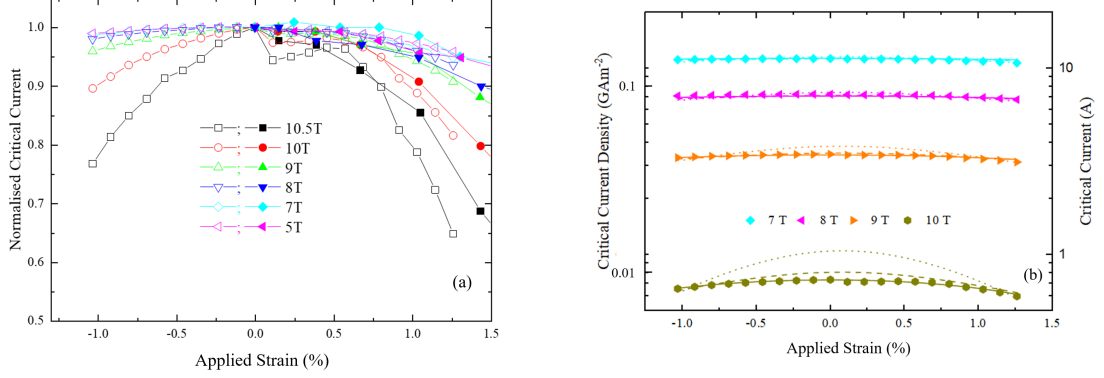 1.0
0.9
0.8
0.7
0.6
0.5
Normalised Critical Current
-1.0
-0.5
0.0
0.5
1.0
1.5
Applied Strain (%)
; 10.5T
; 10T
; 9T
; 8T
; 7T
; 5T
(a)
0.1
0.01
Critical Current Density (GAm-2)
10
1
Critical Current (A)
7 T
8 T
9 T
10 T
(b)
-1.0
-0.5
0.0
0.5
1.0
1.5
Applied Strain (%)